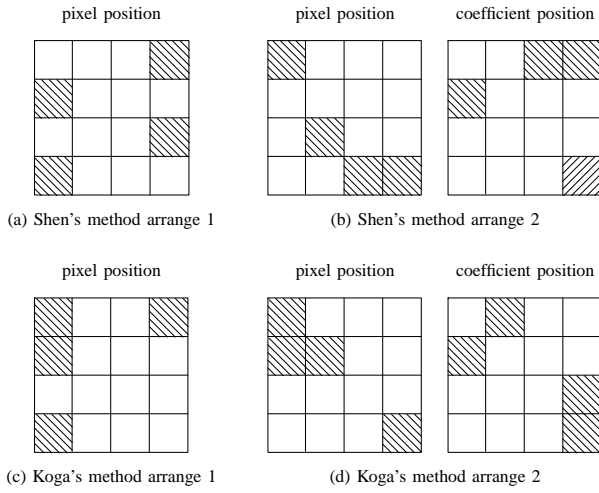 pixel position pixel position coefficient position
(a) Shen's method arrange 1 (b) Shen's method arrange 2
pixel position pixel position coefficient position
(c) Koga's method arrange 1 (d) Koga's method arrange 2